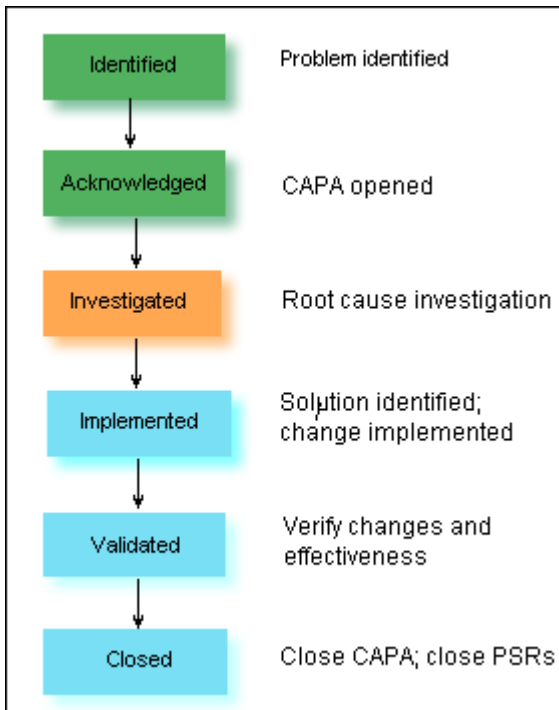 Identified
Problem identified
Acknowledged
CAPA opened
Investigated
Root cause investigation
Implemented
Solution identified;
change implemented
Validated
Verify changes and
effectiveness
Closed
Close CAPA; close PSRs